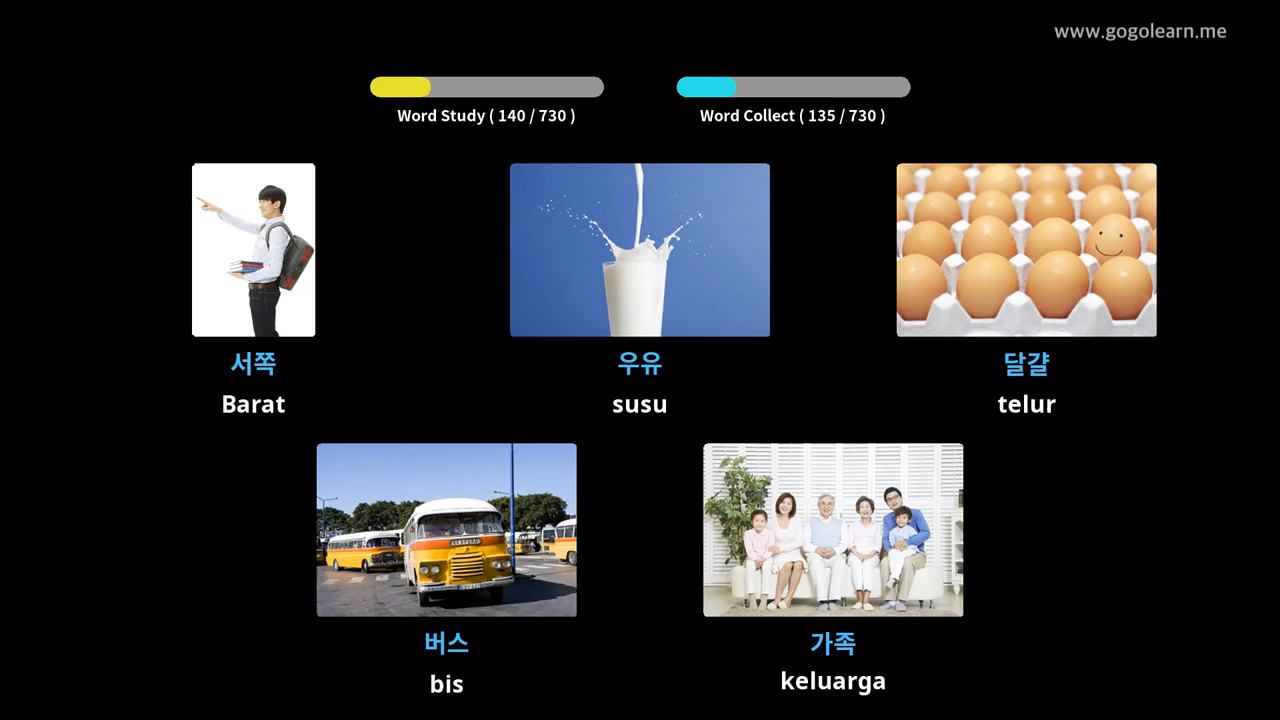 www.gogolearn.me
Word Study ( 140 / 730 )
Word Collect ( 135 / 730 )
서쪽
Barat
우유
susu
달걀
telur
버스
bis
가족
keluarga